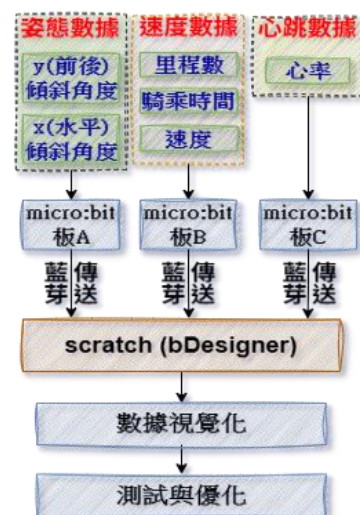 姿態數據
速度數據
心跳數據
y(前後)
傾斜角度
x(水平)
傾斜角度
里程數
騎乘時間
速度
心率
micro:bit
板A
micro:bit
板B
micro:bit
板C
藍芽傳送
藍芽傳送
藍芽傳送
scratch (bDesigner)
數據視覺化
測試與優化